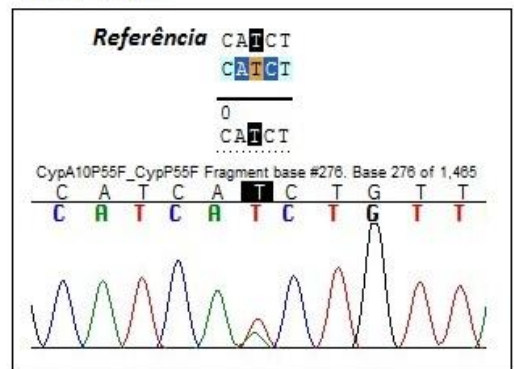 Referência CATCT
CATCT
0
CATCT
CypA10P55F_CypP55F Fragment base #276. Base 276 of 1,465
C A T C A T C T G T T
C A T C A T C T G T T